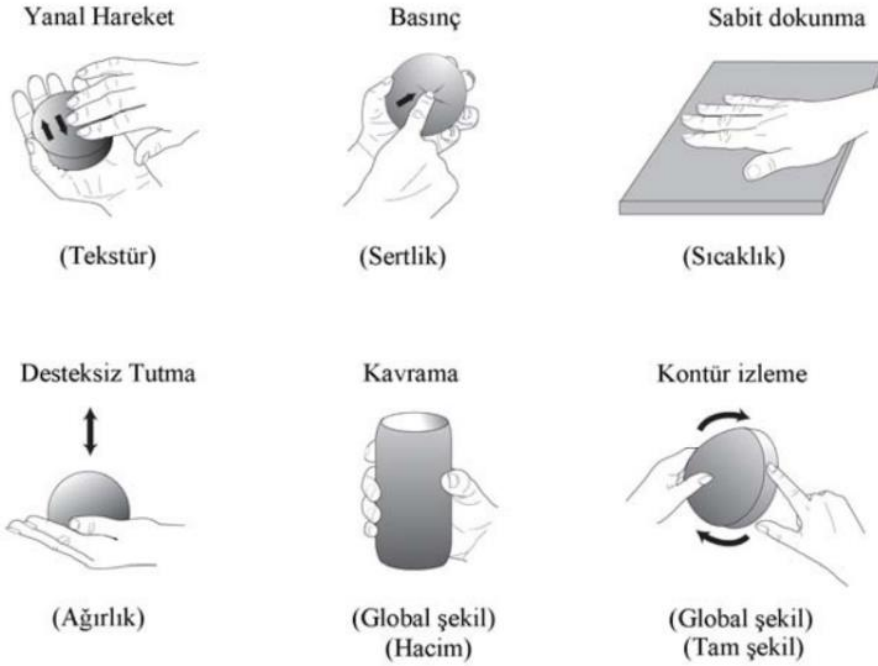 Yanal Hareket
Basınç
Sabit dokunma
(Tekstür)
(Sertlik)
(Sıcaklık)
Desteksiz Tutma
Kavrama
Kontür izleme
(Ağırlık)
(Global şekil)
(Hacim)
(Global şekil)
(Tam şekil)